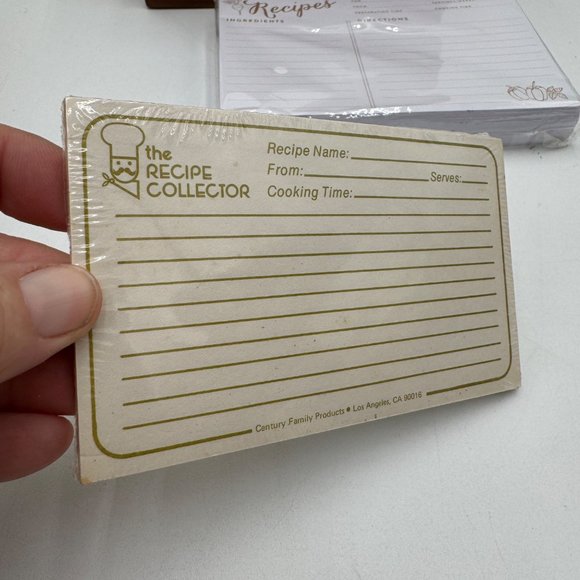 Recipes
INGREDIENTS
DIRECTIONS
the
RECIPE
COLLECTOR
Recipe Name:
From:
Serves:
Cooking Time:
Century Family Products • Los Angeles, CA 90016